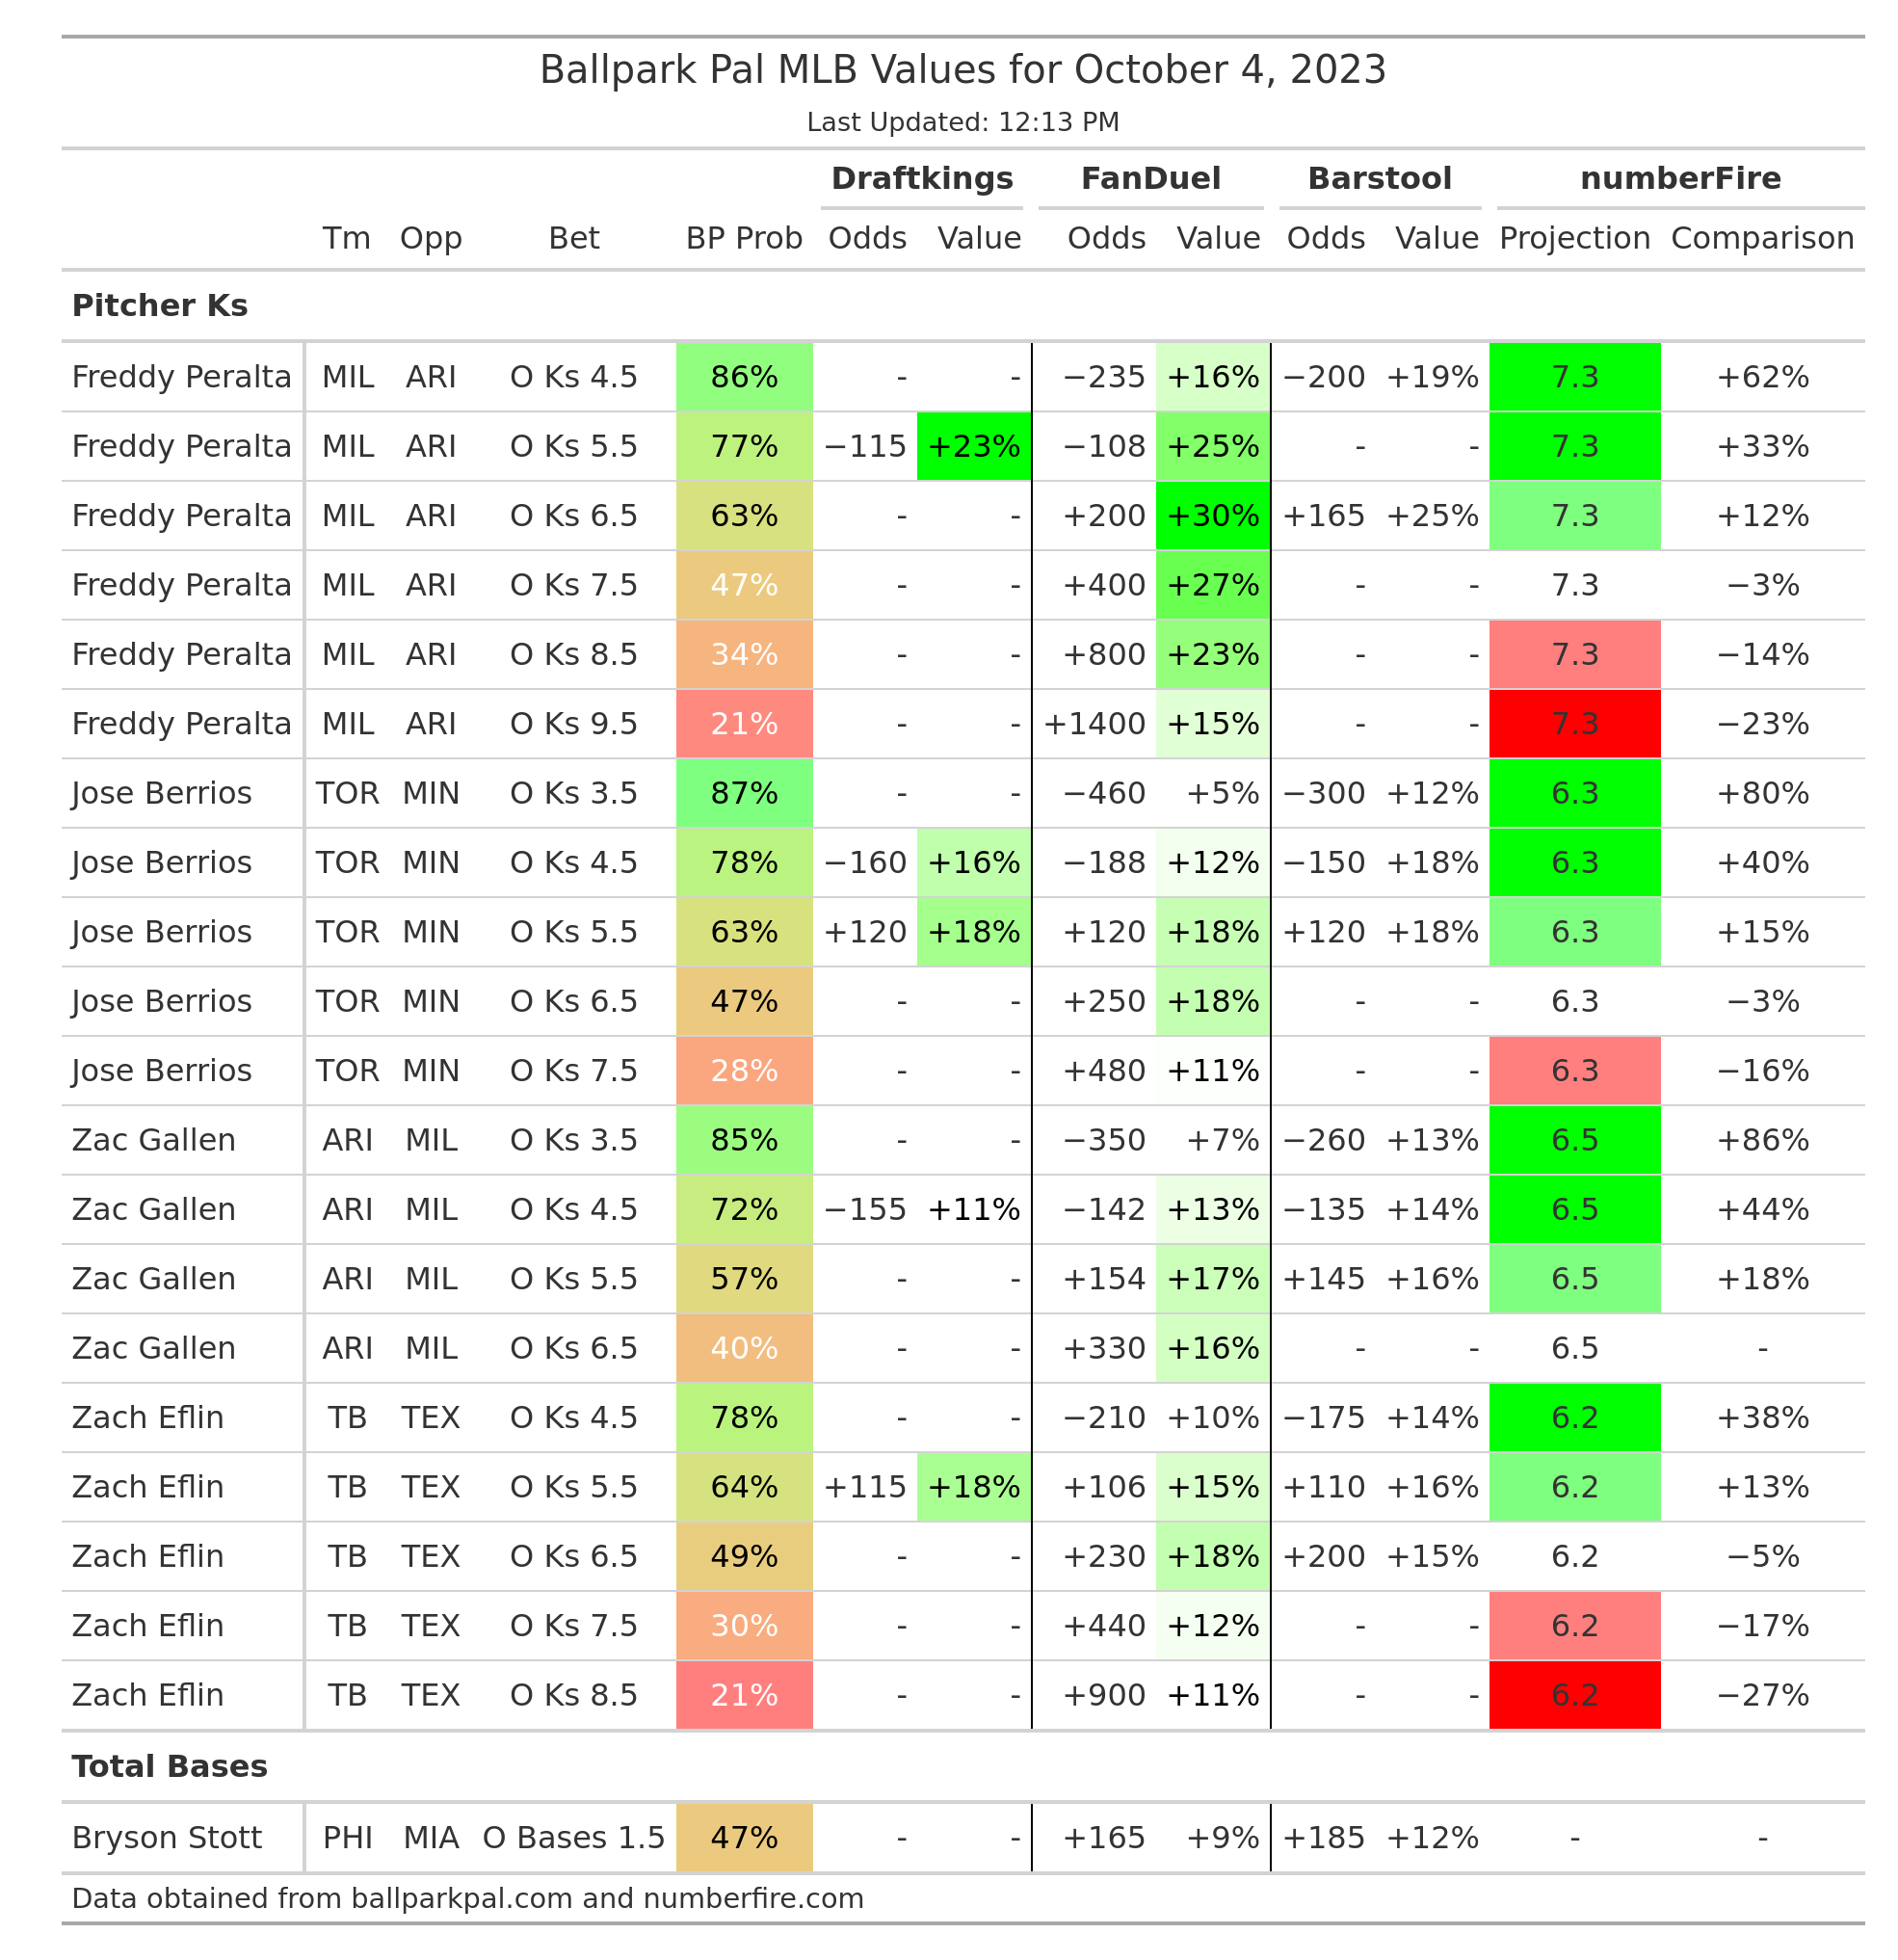 Ballpark Pal MLB Values for October 4, 2023
Last Updated: 12:13 PM
Draftkings FanDuel Barstool numberFire
Tm Opp Bet BP Prob Odds Value Odds Value Odds Value Projection Comparison
Pitcher Ks
Freddy Peralta MIL ARI O Ks 4.5 86% - - −235 +16% −200 +19% 7.3 +62%
Freddy Peralta MIL ARI O Ks 5.5 77% −115 +23% −108 +25% - - 7.3 +33%
Freddy Peralta MIL ARI O Ks 6.5 63% - - +200 +30% +165 +25% 7.3 +12%
Freddy Peralta MIL ARI O Ks 7.5 47% - - +400 +27% - - 7.3 −3%
Freddy Peralta MIL ARI O Ks 8.5 34% - - +800 +23% - - 7.3 −14%
Freddy Peralta MIL ARI O Ks 9.5 21% - - +1400 +15% - - 7.3 −23%
Jose Berrios TOR MIN O Ks 3.5 87% - - −460 +5% −300 +12% 6.3 +80%
Jose Berrios TOR MIN O Ks 4.5 78% −160 +16% −188 +12% −150 +18% 6.3 +40%
Jose Berrios TOR MIN O Ks 5.5 63% +120 +18% +120 +18% +120 +18% 6.3 +15%
Jose Berrios TOR MIN O Ks 6.5 47% - - +250 +18% - - 6.3 −3%
Jose Berrios TOR MIN O Ks 7.5 28% - - +480 +11% - - 6.3 −16%
Zac Gallen ARI MIL O Ks 3.5 85% - - −350 +7% −260 +13% 6.5 +86%
Zac Gallen ARI MIL O Ks 4.5 72% −155 +11% −142 +13% −135 +14% 6.5 +44%
Zac Gallen ARI MIL O Ks 5.5 57% - - +154 +17% +145 +16% 6.5 +18%
Zac Gallen ARI MIL O Ks 6.5 40% - - +330 +16% - - 6.5 -
Zach Eflin TB TEX O Ks 4.5 78% - - −210 +10% −175 +14% 6.2 +38%
Zach Eflin TB TEX O Ks 5.5 64% +115 +18% +106 +15% +110 +16% 6.2 +13%
Zach Eflin TB TEX O Ks 6.5 49% - - +230 +18% +200 +15% 6.2 −5%
Zach Eflin TB TEX O Ks 7.5 30% - - +440 +12% - - 6.2 −17%
Zach Eflin TB TEX O Ks 8.5 21% - - +900 +11% - - 6.2 −27%
Total Bases
Bryson Stott PHI MIA O Bases 1.5 47% - - +165 +9% +185 +12% - -
Data obtained from ballparkpal.com and numberfire.com